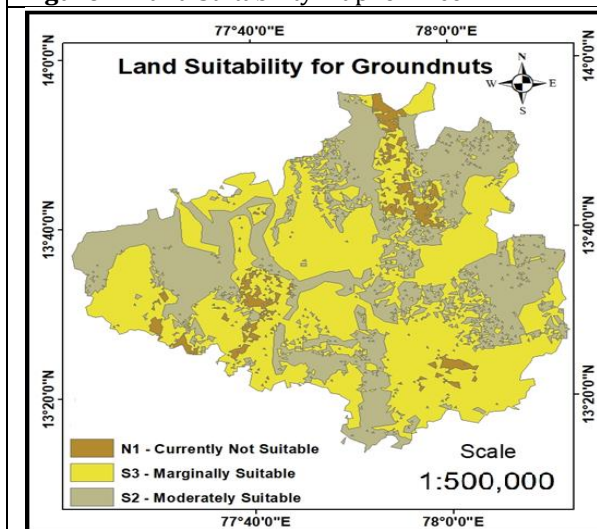 77°40'0"E 78°0'0"E
14°0'0"N 14°0'0"N
Land Suitability for Groundnuts
N
W E
S
13°40'0"N 13°40'0"N
13°20'0"N 13°20'0"N
N1 - Currently Not Suitable
S3 - Marginally Suitable
S2 - Moderately Suitable
Scale
1:500,000
77°40'0"E 78°0'0"E